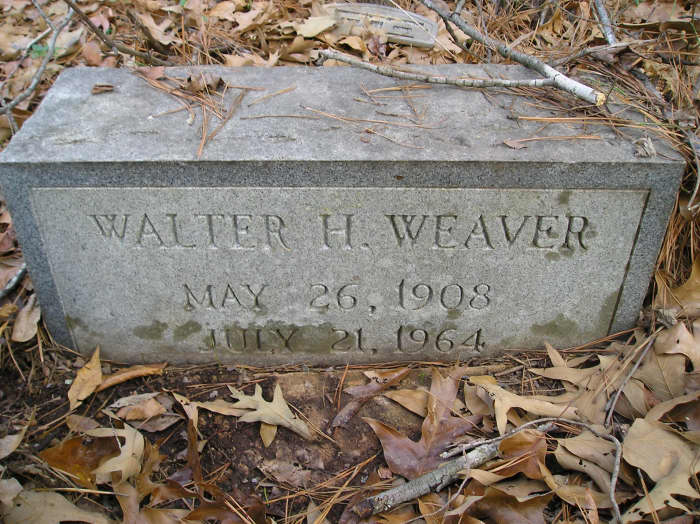 WALTER H. WEAVER
MAY 26, 1908
JULY 21, 1964